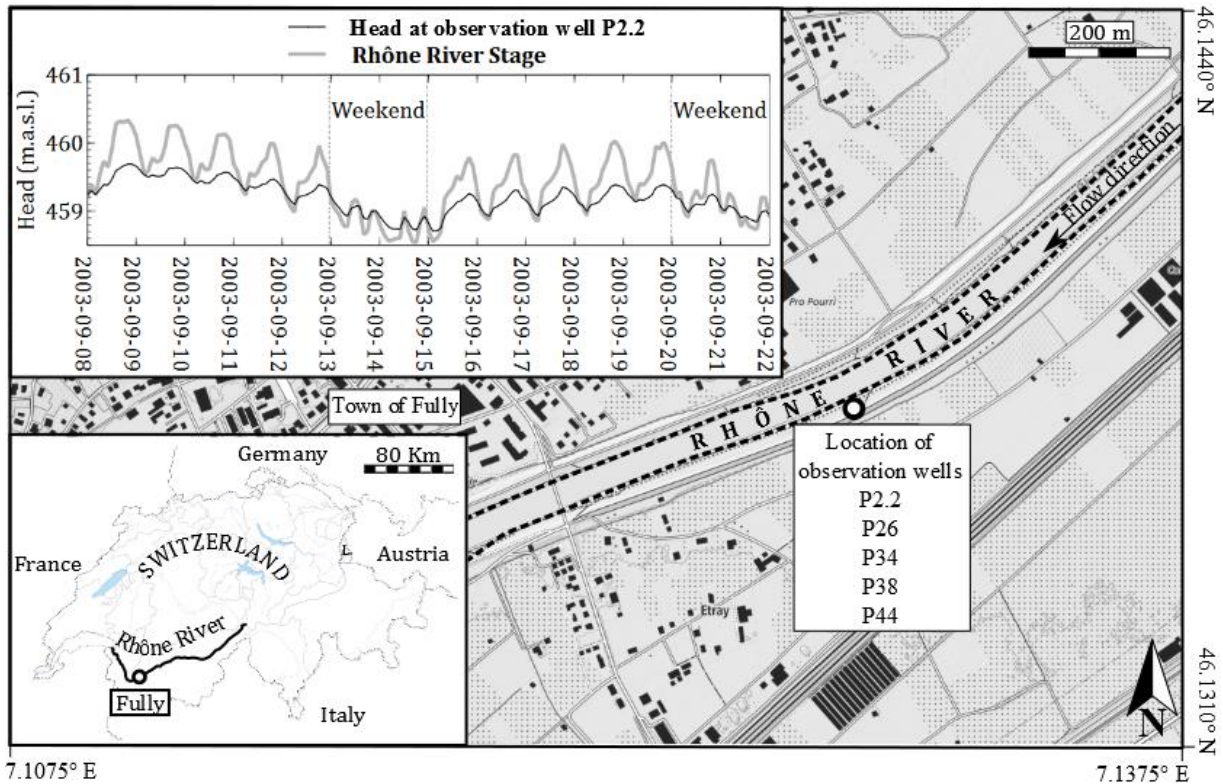 Head at observation well P2.2
Rhône River Stage
Head (m.a.s.l.)
461
460
459
Weekend
Weekend
2003-09-08
2003-09-09
2003-09-10
2003-09-11
2003-09-12
2003-09-13
2003-09-14
2003-09-15
2003-09-16
2003-09-17
2003-09-18
2003-09-19
2003-09-20
2003-09-21
2003-09-22
200 m
46.1440° N
Flow direction
Pro Pourri
RHÔNE RIVER
Town of Fully
Location of
observation wells
P2.2
P26
P34
P38
P44
Etray
80 Km
Germany
France
SWITZERLAND
Austria
Rhône River
Fully
Italy
N
46.1310° N
7.1075° E
7.1375° E